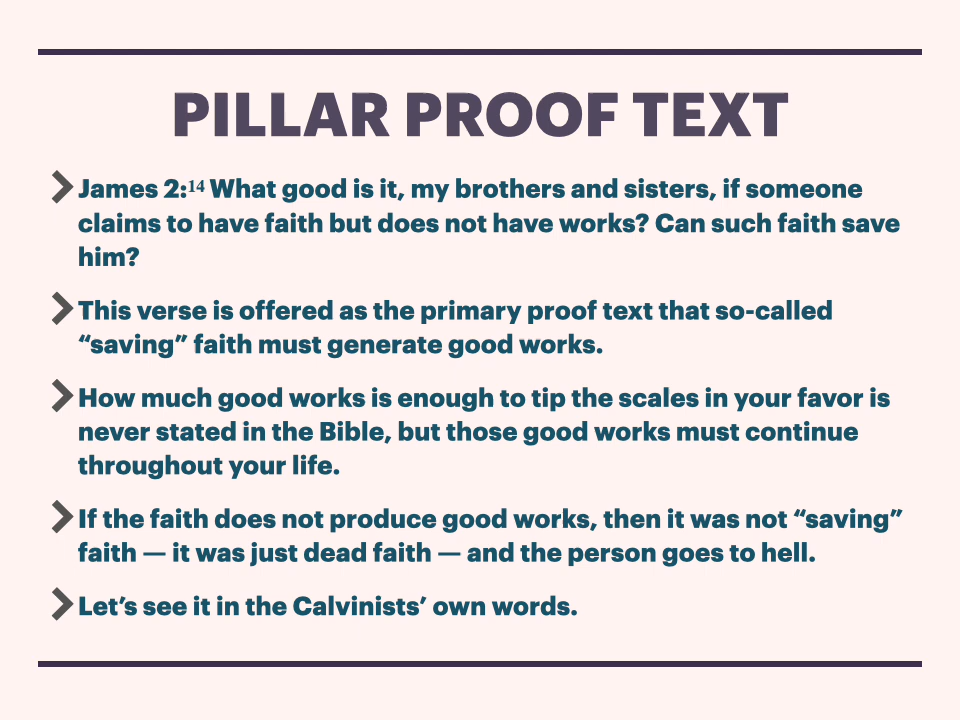 PILLAR PROOF TEXT
James 2:14 What good is it, my brothers and sisters, if someone
claims to have faith but does not have works? Can such faith save
him?
This verse is offered as the primary proof text that so-called
“saving” faith must generate good works.
How much good works is enough to tip the scales in your favor is
never stated in the Bible, but those good works must continue
throughout your life.
If the faith does not produce good works, then it was not “saving”
faith — it was just dead faith — and the person goes to hell.
Let’s see it in the Calvinists’ own words.